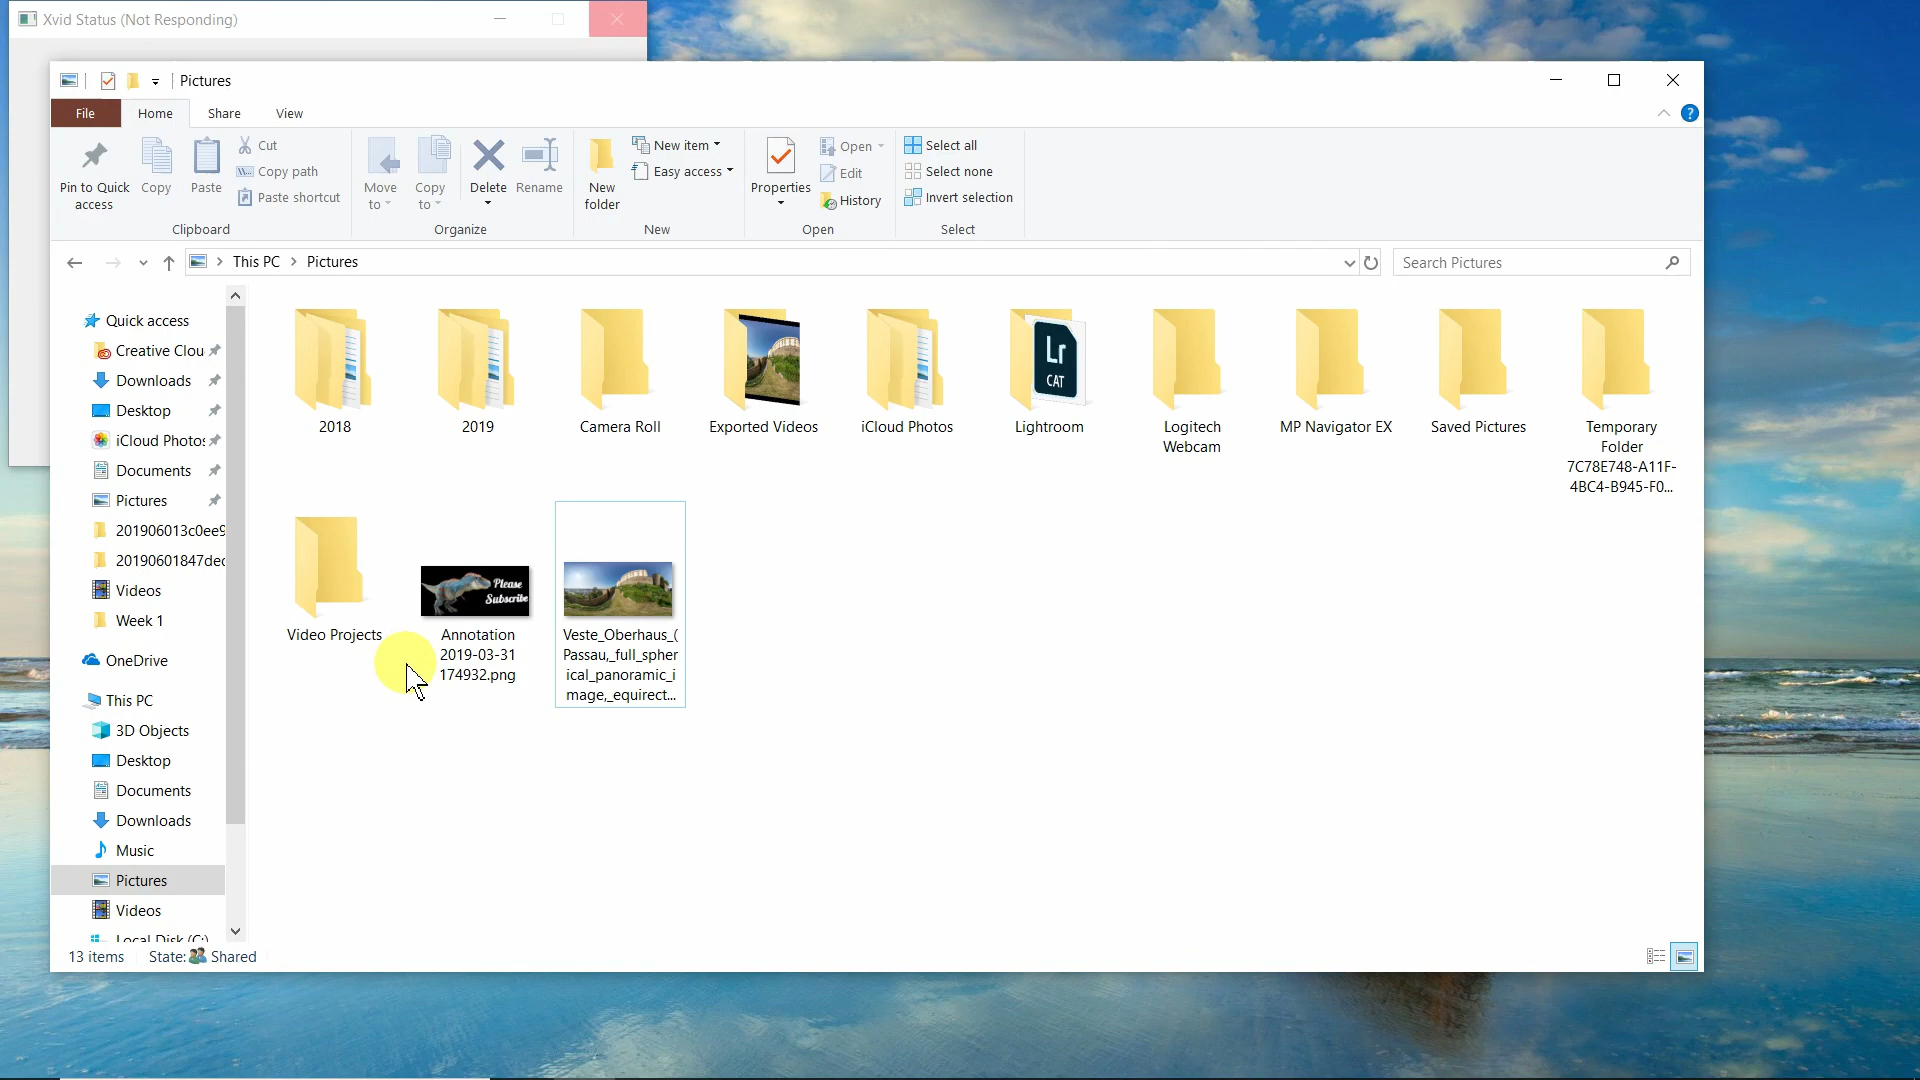 Xvid Status (Not Responding)
Pictures
File Home Share View
Pin to Quick access
Copy
Paste
Cut
Copy path
Paste shortcut
Clipboard
Move to
Copy to
Delete
Rename
Organize
New folder
New item
Easy access
New
Properties
Open
Edit
History
Open
Select all
Select none
Invert selection
Select
This PC > Pictures
Search Pictures
Quick access
Creative Clou
Downloads
Desktop
iCloud Photos
Documents
Pictures
201906013c0ee9
20190601847dec
Videos
Week 1
OneDrive
This PC
3D Objects
Desktop
Documents
Downloads
Music
Pictures
Videos
Local Disk (C:)
2018
2019
Camera Roll
Exported Videos
iCloud Photos
Lr
CAT
Lightroom
Logitech
Webcam
MP Navigator EX
Saved Pictures
Temporary
Folder
7C78E748-A11F-
4BC4-B945-F0...
Video Projects
Please
Subscribe
Annotation
2019-03-31
174932.png
Veste_Oberhaus_(
Passau,_full_spher
ical_panoramic_i
mage,_equirect...
13 items State: Shared